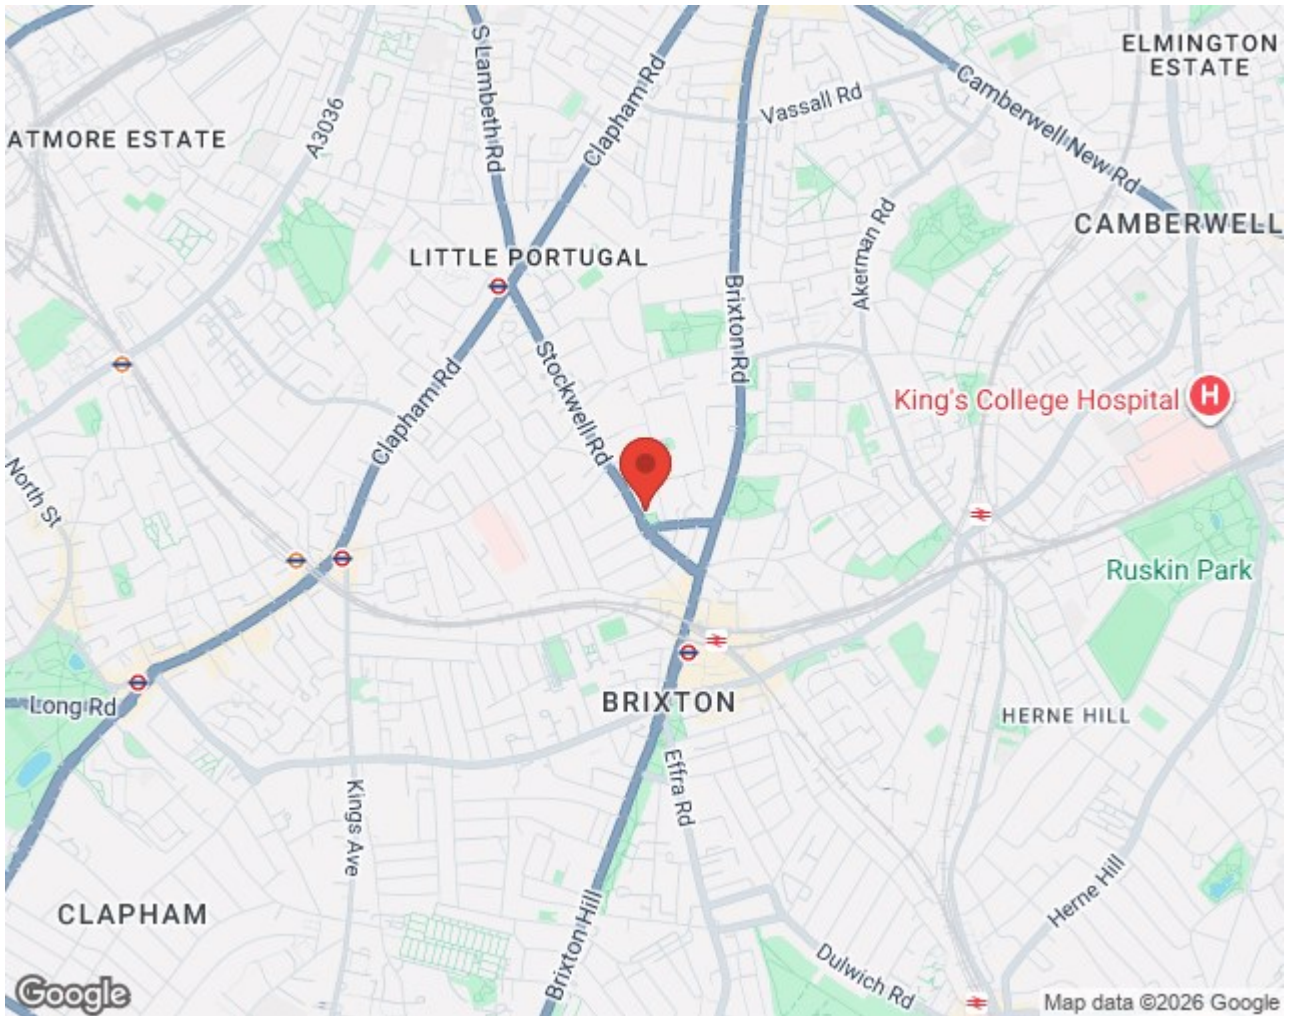 ELMINGTON
ESTATE
S Lambeth Rd
Clapham Rd
Vassall Rd
Camberwell New Rd
A3036
ATMORE ESTATE
Akerman Rd
CAMBERWELL
LITTLE PORTUGAL
Brixton Rd
Stockwell Rd
Clapham Rd
King's College Hospital
H
North St
Ruskin Park
Long Rd
BRIXTON
HERNE HILL
Effra Rd
Kings Ave
CLAPHAM
Brixton Hill
Herne Hill
Dulwich Rd
Google
Map data ©2026 Google